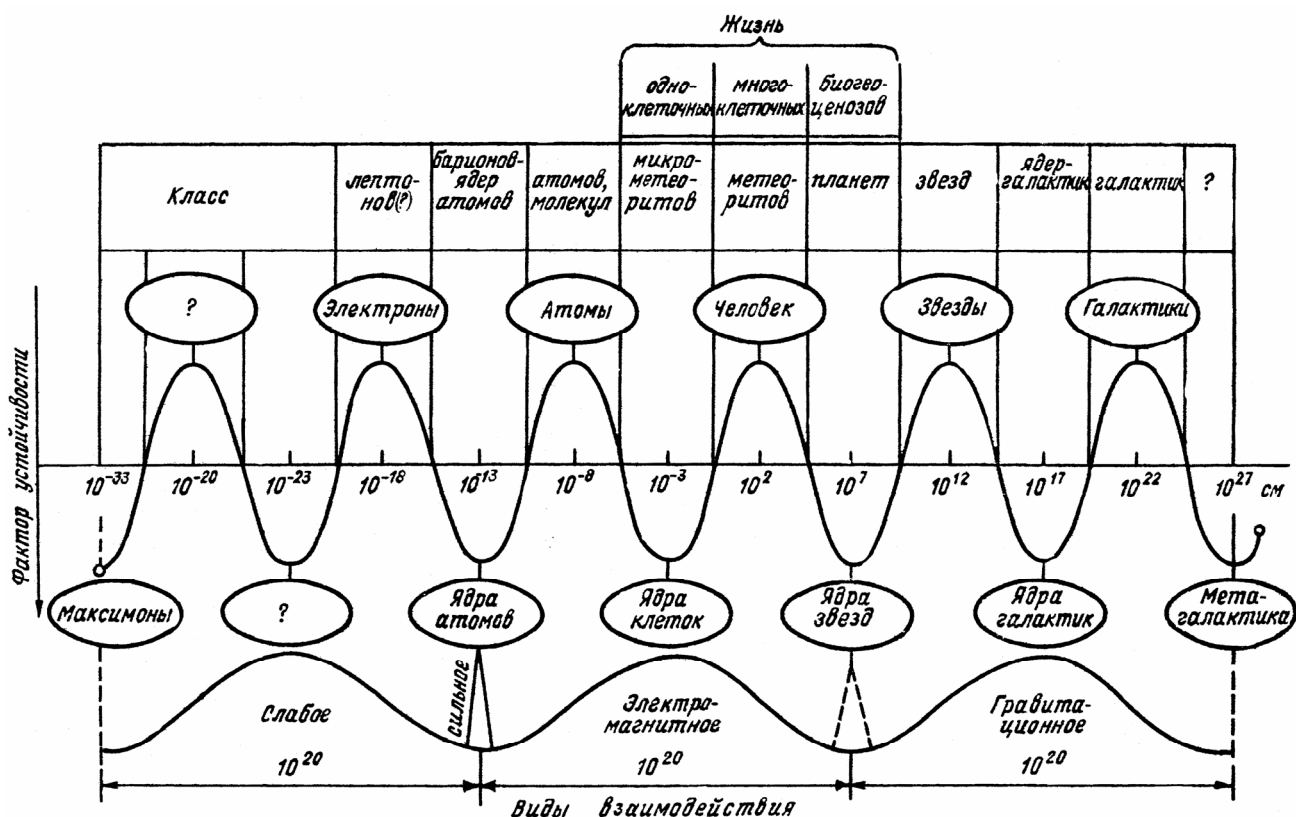 Жизнь
одно-
клеточных
много-
клеточных
биогео-
ценозов
Класс
лепто-
нов(?)
барионов-
ядер
атомов
атомов,
молекул
микро-
метео-
ритов
метео-
ритов
планет
звезд
ядер-
галактик
галактик
?
?
Электроны
Атомы
Человек
Звезды
Галактики
Фактор устойчивости
10-33
10-20
10-23
10-18
10-13
10-8
10-3
10 2
10 7
10 12
10 17
10 22
10 27 см
Максимоны
?
Ядра
атомов
Ядра
клеток
Ядра
звезд
Ядра
галактик
Мета-
галактика
Слабое
сильное
Электро-
магнитное
Гравита-
ционное
10 20
10 20
10 20
Виды взаимодействия